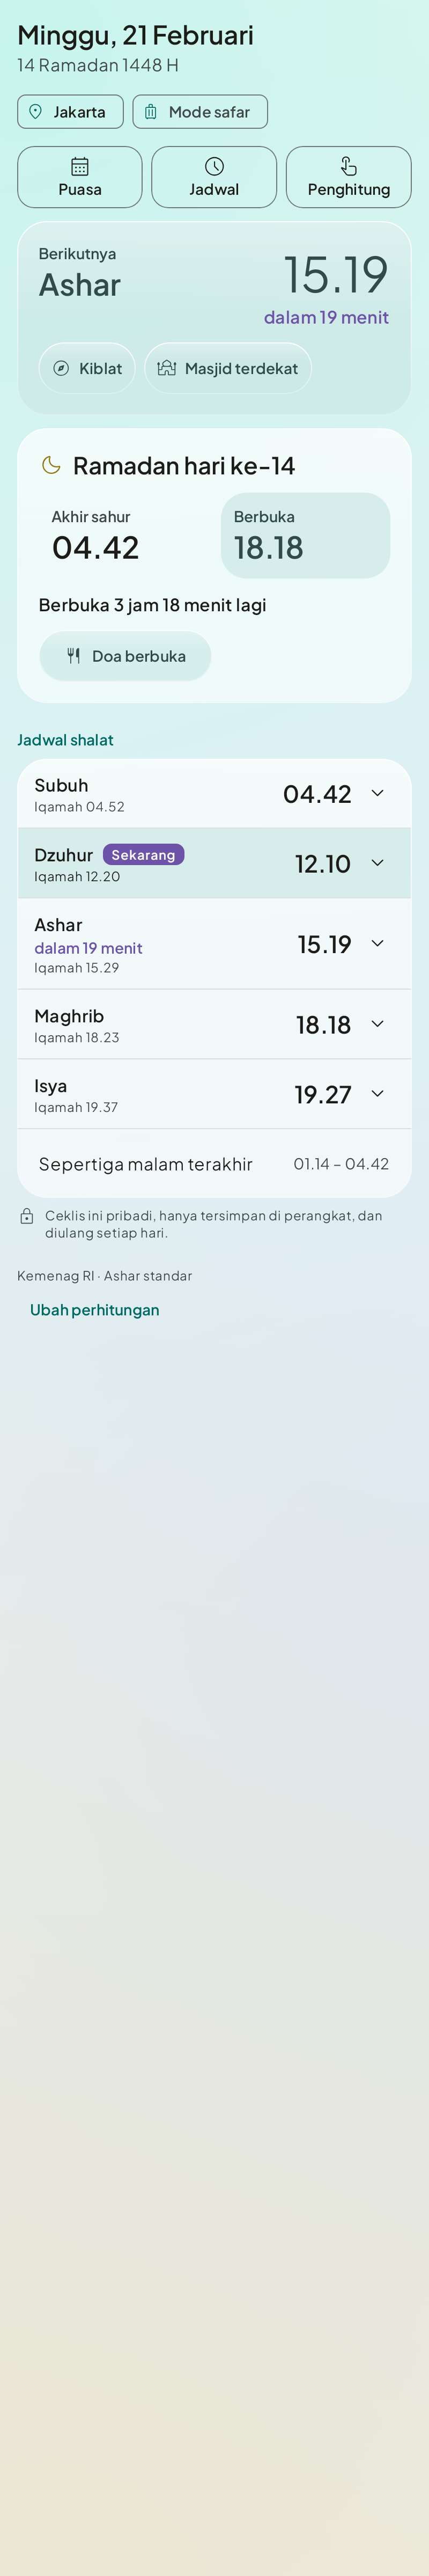 Minggu, 21 Februari
14 Ramadan 1448 H
Jakarta
Mode safar
Puasa
Jadwal
Penghitung
Berikutnya
Ashar
15.19
dalam 19 menit
Kiblat
Masjid terdekat
Ramadan hari ke-14
Akhir sahur
04.42
Berbuka
18.18
Berbuka 3 jam 18 menit lagi
Doa berbuka
Jadwal shalat
Subuh
Iqamah 04.52
04.42
Dzuhur
Sekarang
Iqamah 12.20
12.10
Ashar
dalam 19 menit
Iqamah 15.29
15.19
Maghrib
Iqamah 18.23
18.18
Isya
Iqamah 19.37
19.27
Sepertiga malam terakhir
01.14 – 04.42
Ceklis ini pribadi, hanya tersimpan di perangkat, dan
diulang setiap hari.
Kemenag RI · Ashar standar
Ubah perhitungan